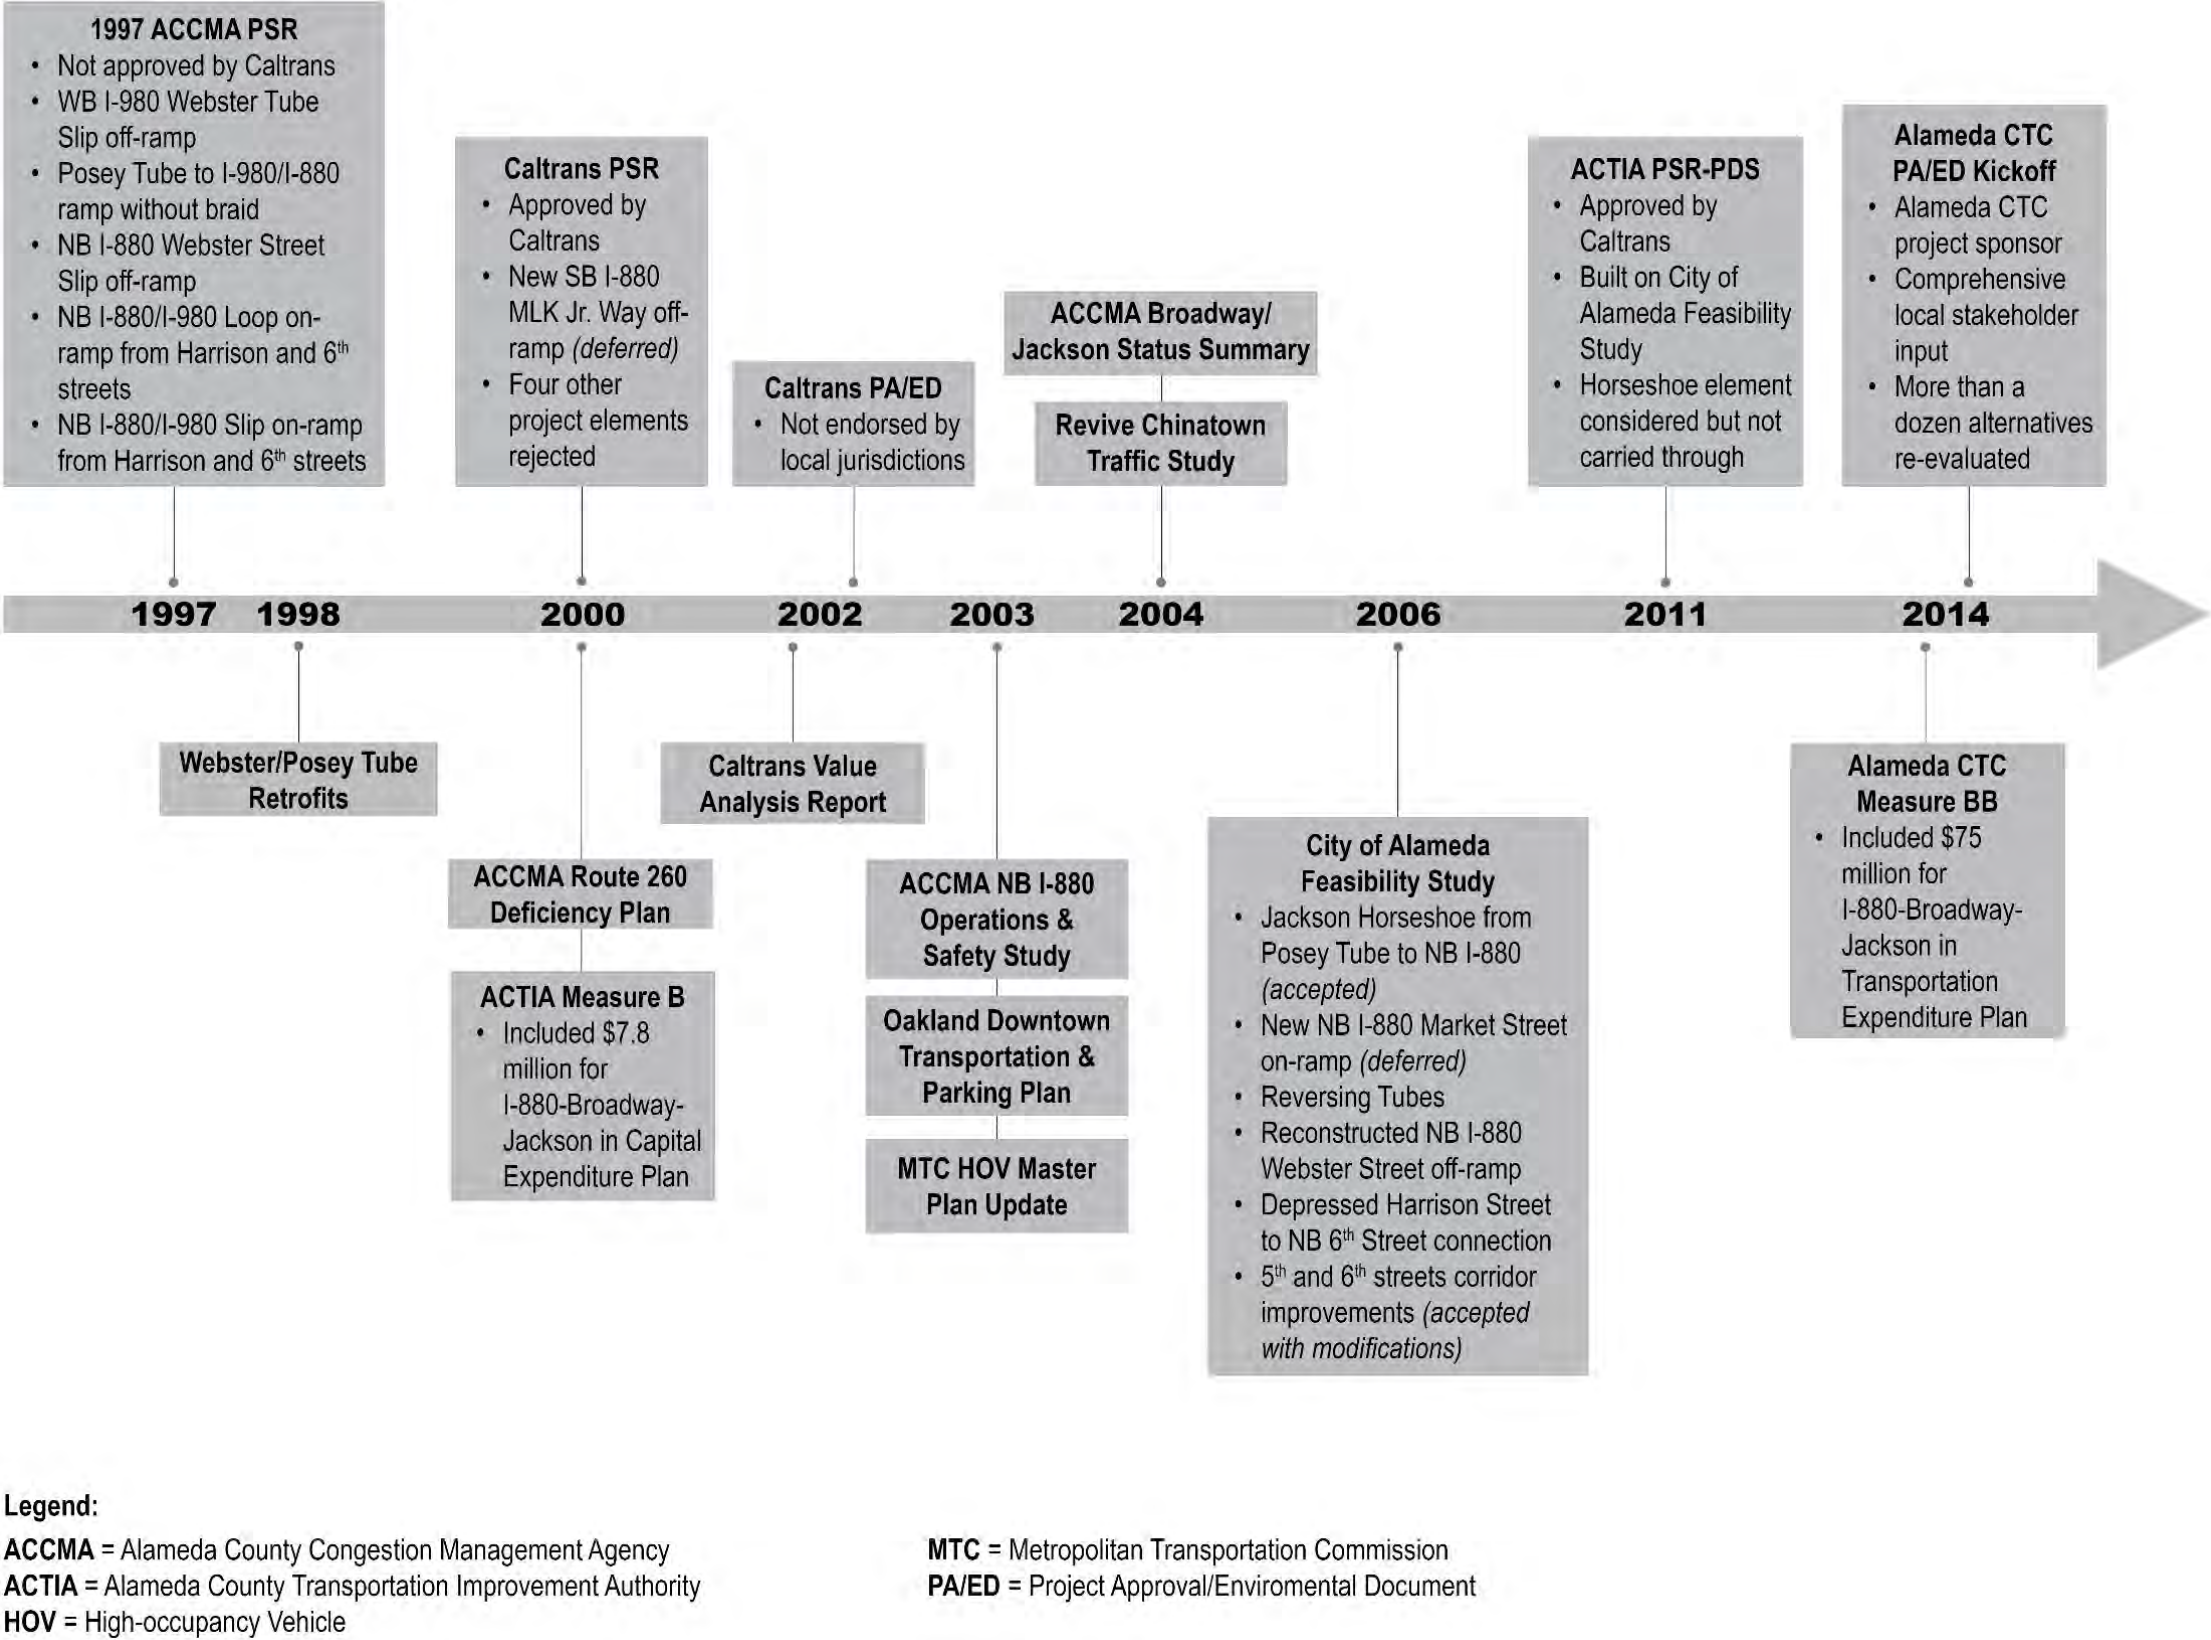 1997 ACCMA PSR
• Not approved by Caltrans
• WB I-980 Webster Tube
Slip off-ramp
• Posey Tube to I-980/I-880
ramp without braid
• NB I-880 Webster Street
Slip off-ramp
• NB I-880/I-980 Loop on-
ramp from Harrison and 6th
streets
• NB I-880/I-980 Slip on-ramp
from Harrison and 6th streets
Caltrans PSR
• Approved by
Caltrans
• New SB I-880
MLK Jr. Way off-
ramp (deferred)
• Four other
project elements
rejected
Caltrans PA/ED
• Not endorsed by
local jurisdictions
ACCMA Broadway/
Jackson Status Summary
Revive Chinatown
Traffic Study
ACTIA PSR-PDS
• Approved by
Caltrans
• Built on City of
Alameda Feasibility
Study
• Horseshoe element
considered but not
carried through
Alameda CTC
PA/ED Kickoff
• Alameda CTC
project sponsor
• Comprehensive
local stakeholder
input
• More than a
dozen alternatives
re-evaluated
1997 1998 2000 2002 2003 2004 2006 2011 2014
Webster/Posey Tube
Retrofits
ACCMA Route 260
Deficiency Plan
ACTIA Measure B
• Included $7.8
million for
I-880-Broadway-
Jackson in Capital
Expenditure Plan
Caltrans Value
Analysis Report
ACCMA NB I-880
Operations &
Safety Study
Oakland Downtown
Transportation &
Parking Plan
MTC HOV Master
Plan Update
City of Alameda
Feasibility Study
• Jackson Horseshoe from
Posey Tube to NB I-880
(accepted)
• New NB I-880 Market Street
on-ramp (deferred)
• Reversing Tubes
• Reconstructed NB I-880
Webster Street off-ramp
• Depressed Harrison Street
to NB 6th Street connection
• 5th and 6th streets corridor
improvements (accepted
with modifications)
Alameda CTC
Measure BB
• Included $75
million for
I-880-Broadway-
Jackson in
Transportation
Expenditure Plan
Legend:
ACCMA = Alameda County Congestion Management Agency
ACTIA = Alameda County Transportation Improvement Authority
HOV = High-occupancy Vehicle
MTC = Metropolitan Transportation Commission
PA/ED = Project Approval/Enviromental Document